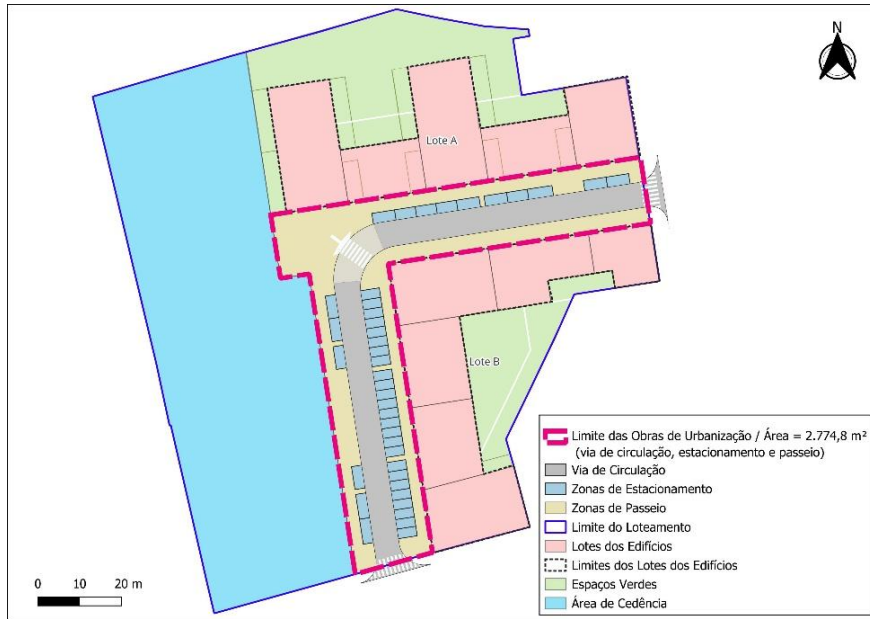 N
Lote A
Lote B
Limite das Obras de Urbanização / Área = 2.774,8 m²
(via de circulação, estacionamento e passeio)
Via de Circulação
Zonas de Estacionamento
Zonas de Passeio
Limite do Loteamento
Lotes dos Edifícios
Limites dos Lotes dos Edifícios
Espaços Verdes
Área de Cedência
0 10 20 m